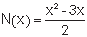 N(x) = x² - 3x / 2